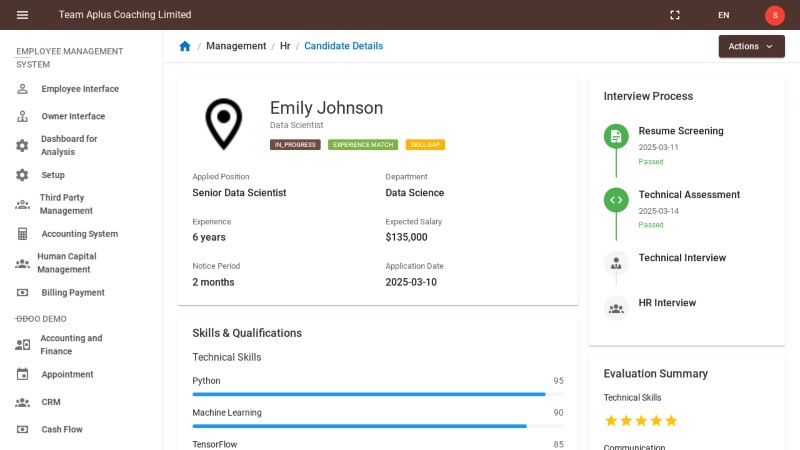 Team Aplus Coaching Limited
EN
S
EMPLOYEE MANAGEMENT
SYSTEM
Employee Interface
Owner Interface
Dashboard for
Analysis
Setup
Third Party
Management
Accounting System
Human Capital
Management
Billing Payment
ODOO DEMO
Accounting and
Finance
Appointment
CRM
Cash Flow
/ Management / Hr / Candidate Details
Actions
Emily Johnson
Data Scientist
IN_PROGRESS EXPERIENCE MATCH SKILL GAP
Applied Position
Senior Data Scientist
Department
Data Science
Experience
6 years
Expected Salary
$135,000
Notice Period
2 months
Application Date
2025-03-10
Skills & Qualifications
Technical Skills
Python 95
Machine Learning 90
TensorFlow 85
Interview Process
Resume Screening
2025-03-11
Passed
Technical Assessment
2025-03-14
Passed
Technical Interview
HR Interview
Evaluation Summary
Technical Skills
Communication